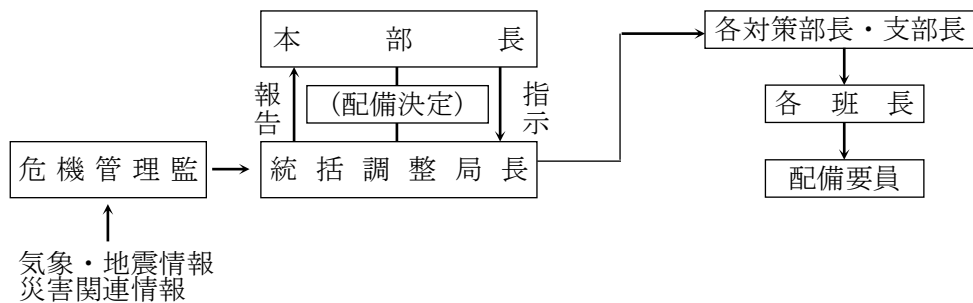 本部長
各対策部長・支部長
報告
(配備決定)
指示
各班長
危機管理監
統括調整局長
配備要員
気象・地震情報
災害関連情報